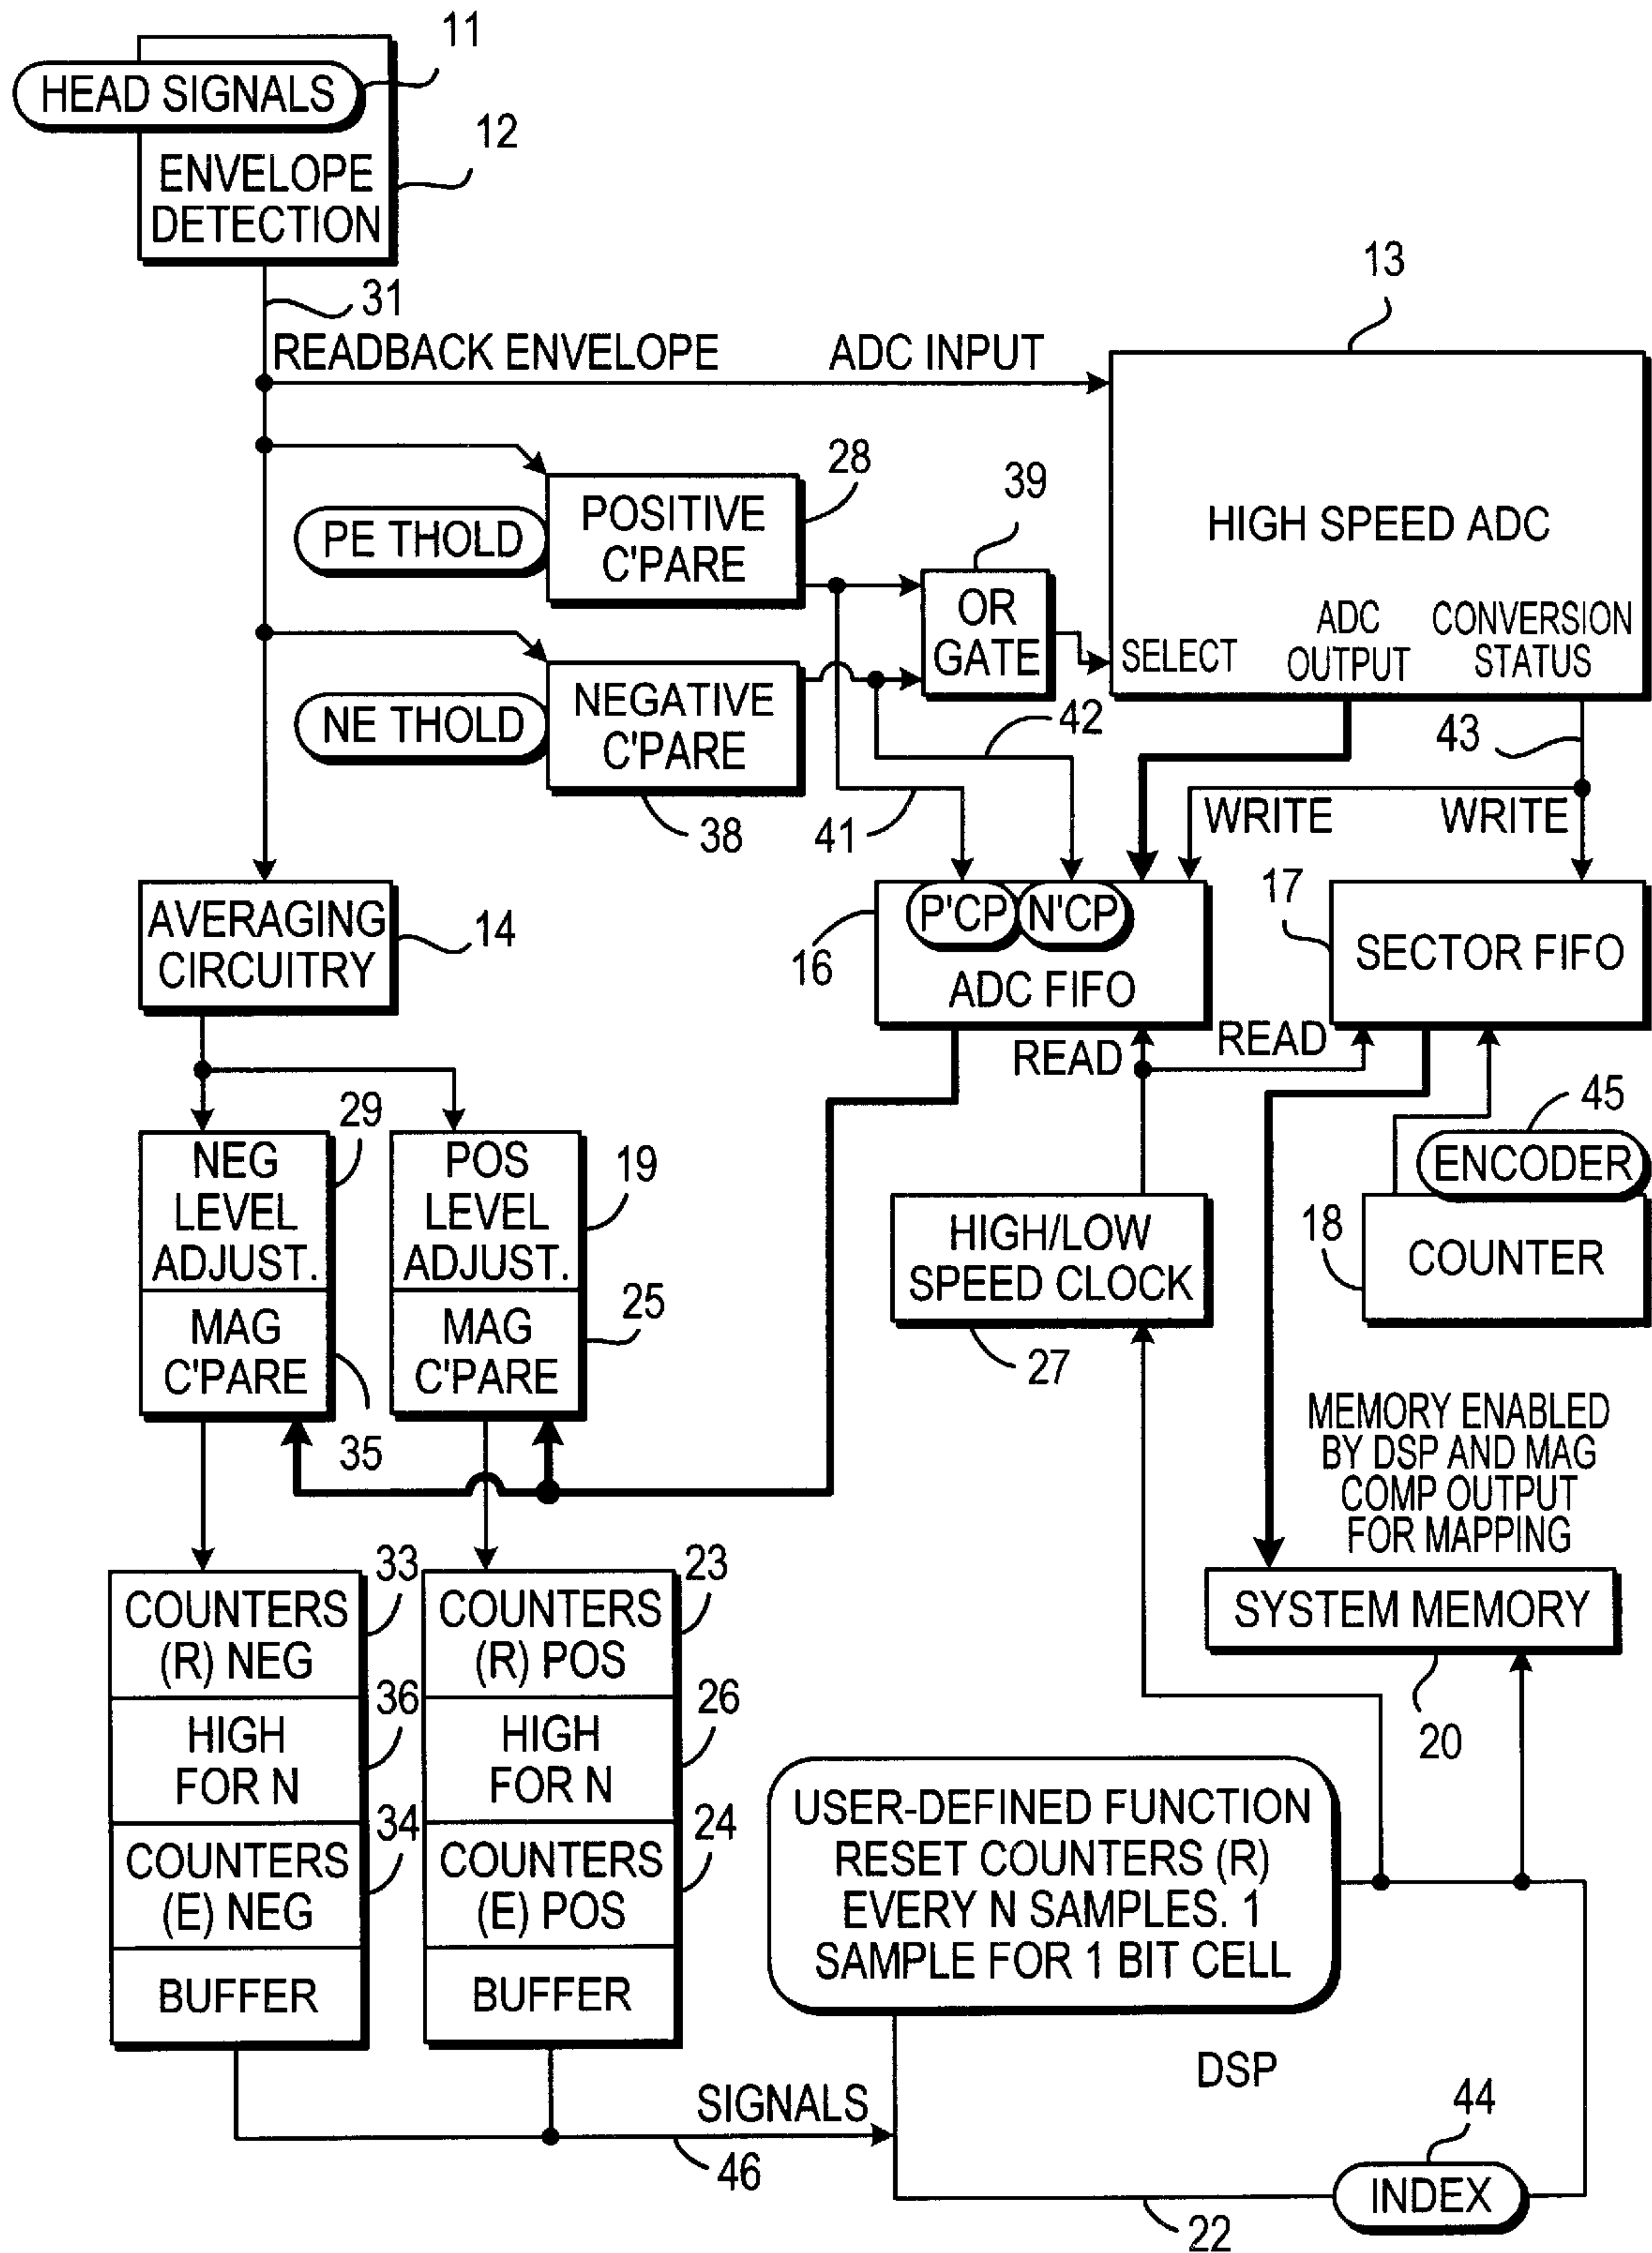 11
HEAD SIGNALS
12
ENVELOPE
DETECTION
31
13
READBACK ENVELOPE
ADC INPUT
28
39
POSITIVE
C'PARE
PE THOLD
HIGH SPEED ADC
OR
GATE
SELECT
ADC
OUTPUT
CONVERSION
STATUS
NEGATIVE
C'PARE
NE THOLD
42
43
38
41
WRITE
WRITE
AVERAGING
CIRCUITRY
14
16
P'CP
N'CP
ADC FIFO
17
SECTOR FIFO
READ
READ
29
NEG
LEVEL
ADJUST.
POS
LEVEL
ADJUST.
19
45
ENCODER
HIGH/LOW
SPEED CLOCK
18
COUNTER
MAG
C'PARE
MAG
C'PARE
25
27
35
MEMORY ENABLED
BY DSP AND MAG
COMP OUTPUT
FOR MAPPING
33
23
COUNTERS
(R) NEG
COUNTERS
(R) POS
SYSTEM MEMORY
36
26
20
HIGH
FOR N
HIGH
FOR N
34
24
COUNTERS
(E) NEG
COUNTERS
(E) POS
USER-DEFINED FUNCTION
RESET COUNTERS (R)
EVERY N SAMPLES. 1
SAMPLE FOR 1 BIT CELL
BUFFER
BUFFER
DSP
SIGNALS
46
44
INDEX
22